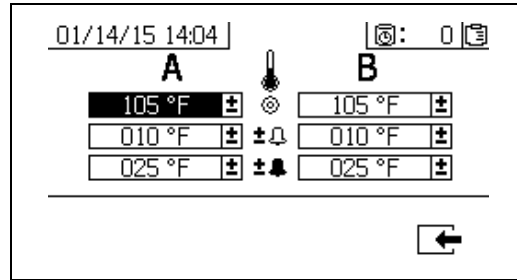 01/14/15 14:04 : 0
A B
105 °F ± 105 °F ±
010 °F ± ± 010 °F ±
025 °F ± ± 025 °F ±